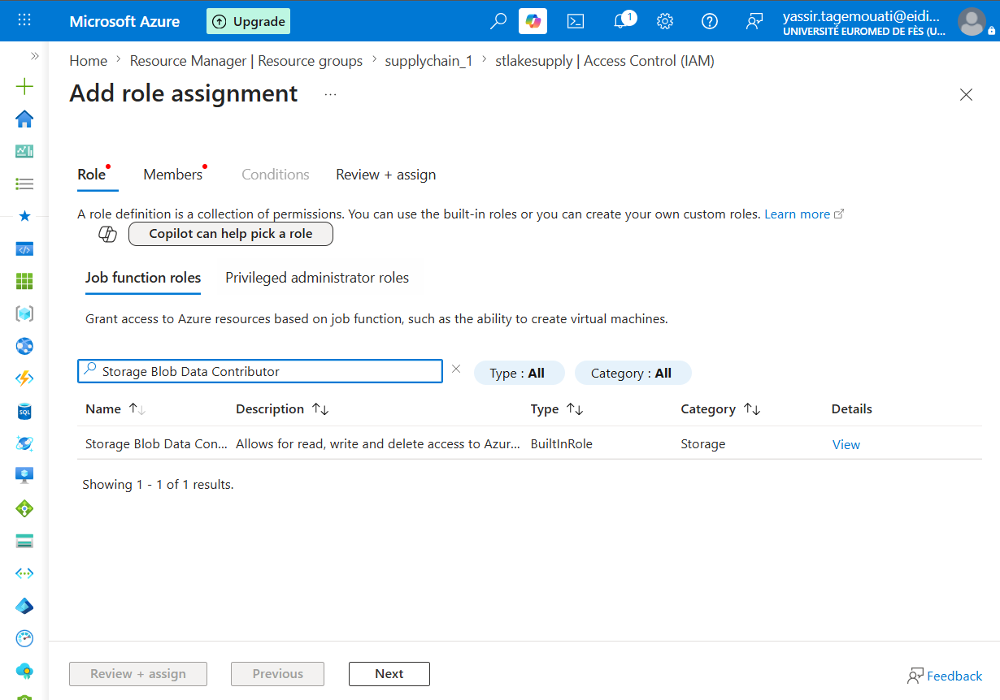 Microsoft Azure
Upgrade
1
yassir.tagemouati@eidi...
UNIVERSITÉ EUROMED DE FÈS (U...
Home > Resource Manager | Resource groups > supplychain_1 > stlakesupply | Access Control (IAM)
Add role assignment ...
Role Members Conditions Review + assign
A role definition is a collection of permissions. You can use the built-in roles or you can create your own custom roles. Learn more
Copilot can help pick a role
Job function roles Privileged administrator roles
Grant access to Azure resources based on job function, such as the ability to create virtual machines.
Storage Blob Data Contributor Type : All Category : All
Name ↑↓ Description ↑↓ Type ↑↓ Category ↑↓ Details
Storage Blob Data Con... Allows for read, write and delete access to Azur... BuiltInRole Storage View
Showing 1 - 1 of 1 results.
SQL
Review + assign Previous Next Feedback